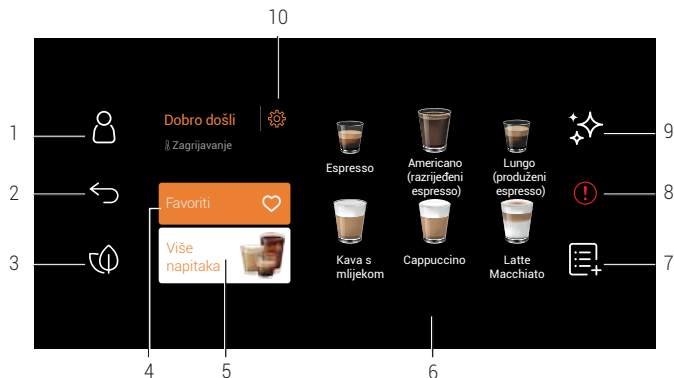 10
1
2
3
Dobro došli
Zagrijavanje
Favoriti
Više
napitaka
Espresso
Americano
(razrijeđeni
espresso)
Lungo
(produženi
espresso)
Kava s
mlijekom
Cappuccino
Latte
Macchiato
9
8
7
4
5
6